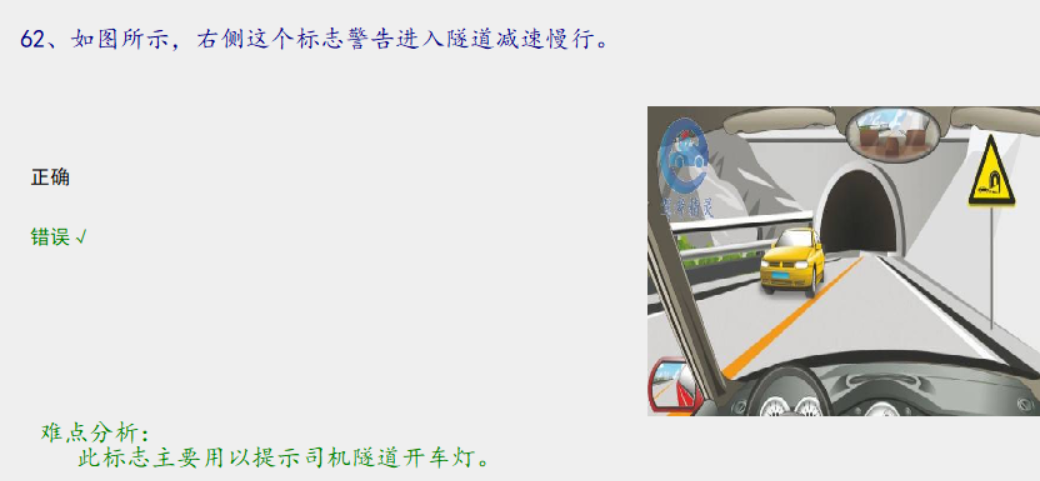 62、如图所示，右侧这个标志警告进入隧道减速慢行。
正确
错误 √
难点分析：
此标志主要用以提示司机隧道开车灯。